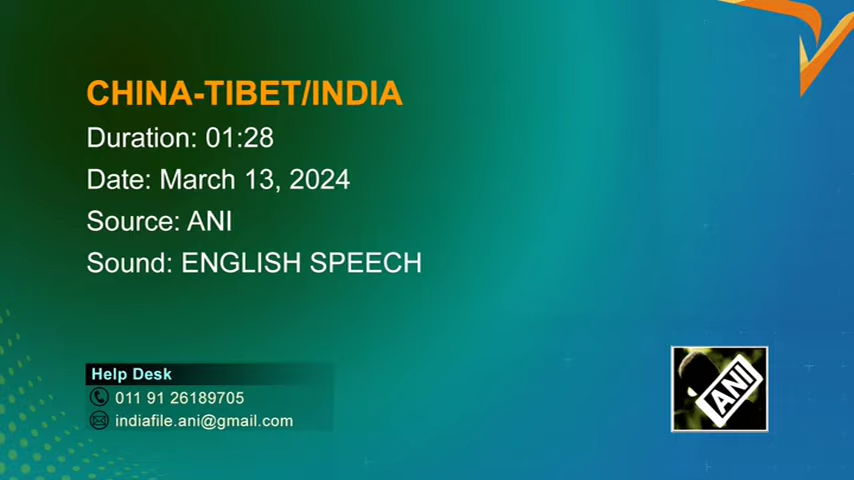 CHINA-TIBET/INDIA
Duration: 01:28
Date: March 13, 2024
Source: ANI
Sound: ENGLISH SPEECH
Help Desk
011 91 26189705
indiafile.ani@gmail.com
ANI